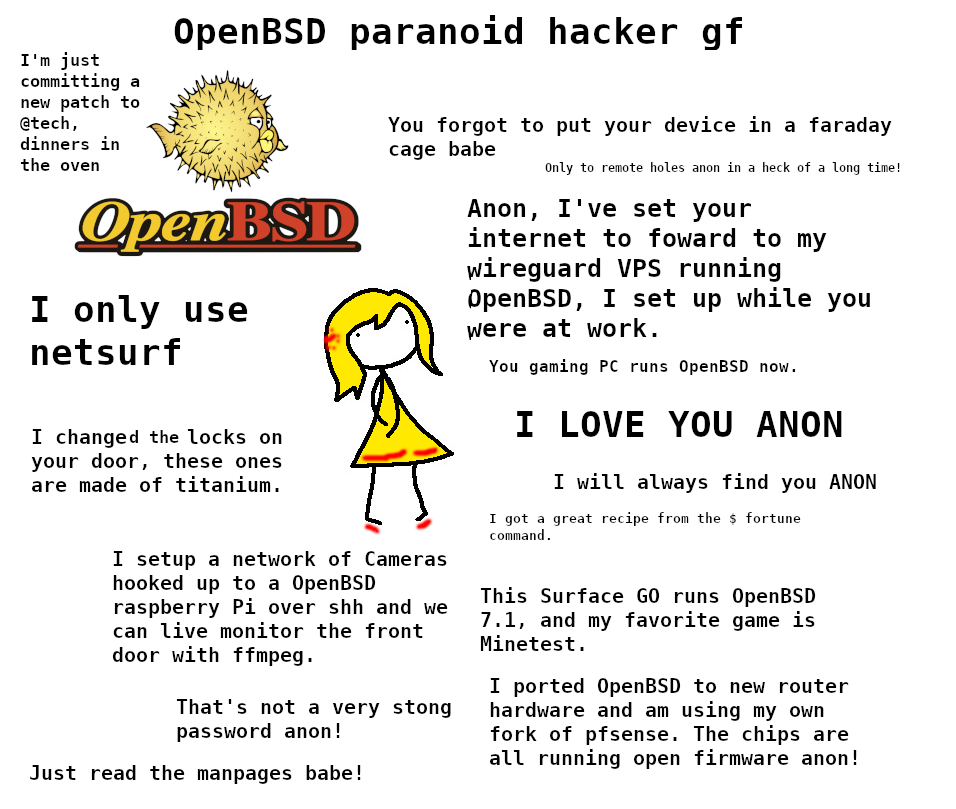 OpenBSD paranoid hacker gf
I'm just
committing a
new patch to
@tech,
dinners in
the oven
OpenBSD
You forgot to put your device in a faraday
cage babe
Only to remote holes anon in a heck of a long time!
Anon, I've set your
internet to foward to my
wireguard VPS running
OpenBSD, I set up while you
were at work.
You gaming PC runs OpenBSD now.
I only use
netsurf
I LOVE YOU ANON
I changed the locks on
your door, these ones
are made of titanium.
I will always find you ANON
I got a great recipe from the $ fortune
command.
I setup a network of Cameras
hooked up to a OpenBSD
raspberry Pi over shh and we
can live monitor the front
door with ffmpeg.
This Surface GO runs OpenBSD
7.1, and my favorite game is
Minetest.
That's not a very stong
password anon!
I ported OpenBSD to new router
hardware and am using my own
fork of pfsense. The chips are
all running open firmware anon!
Just read the manpages babe!